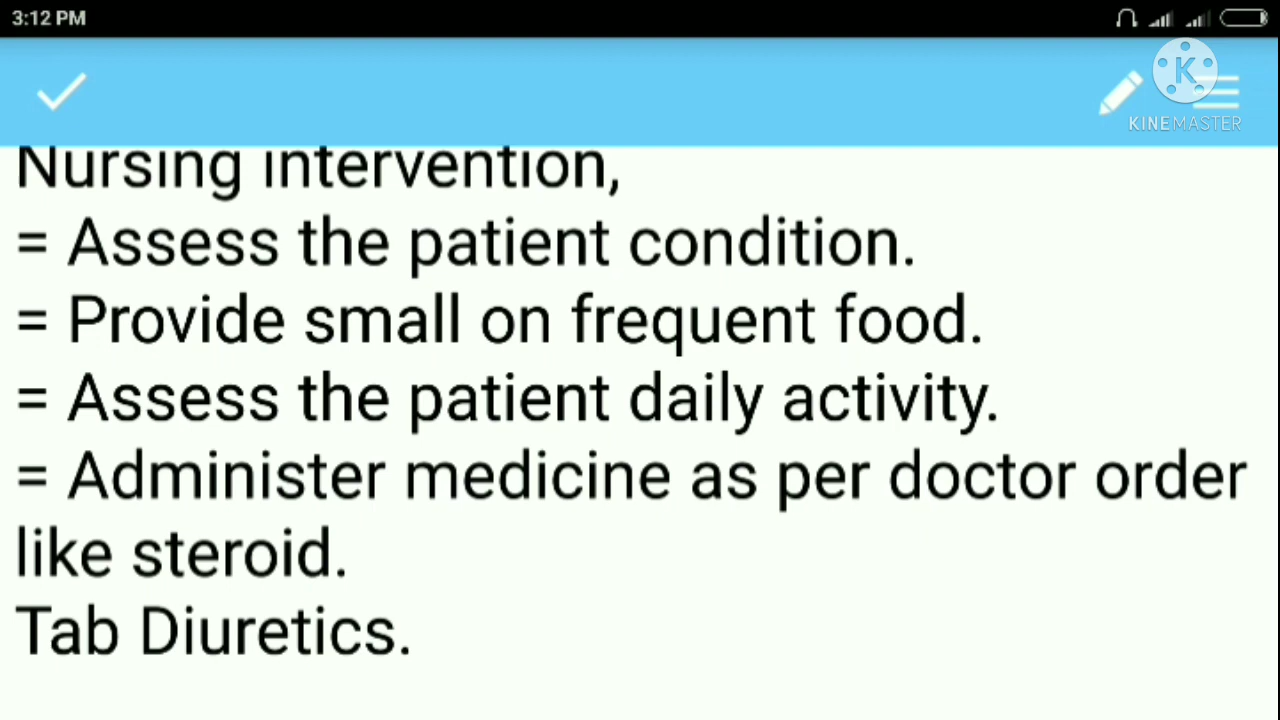 3:12 PM
K
KINEMASTER
Nursing intervention,
= Assess the patient condition.
= Provide small on frequent food.
= Assess the patient daily activity.
= Administer medicine as per doctor order
like steroid.
Tab Diuretics.